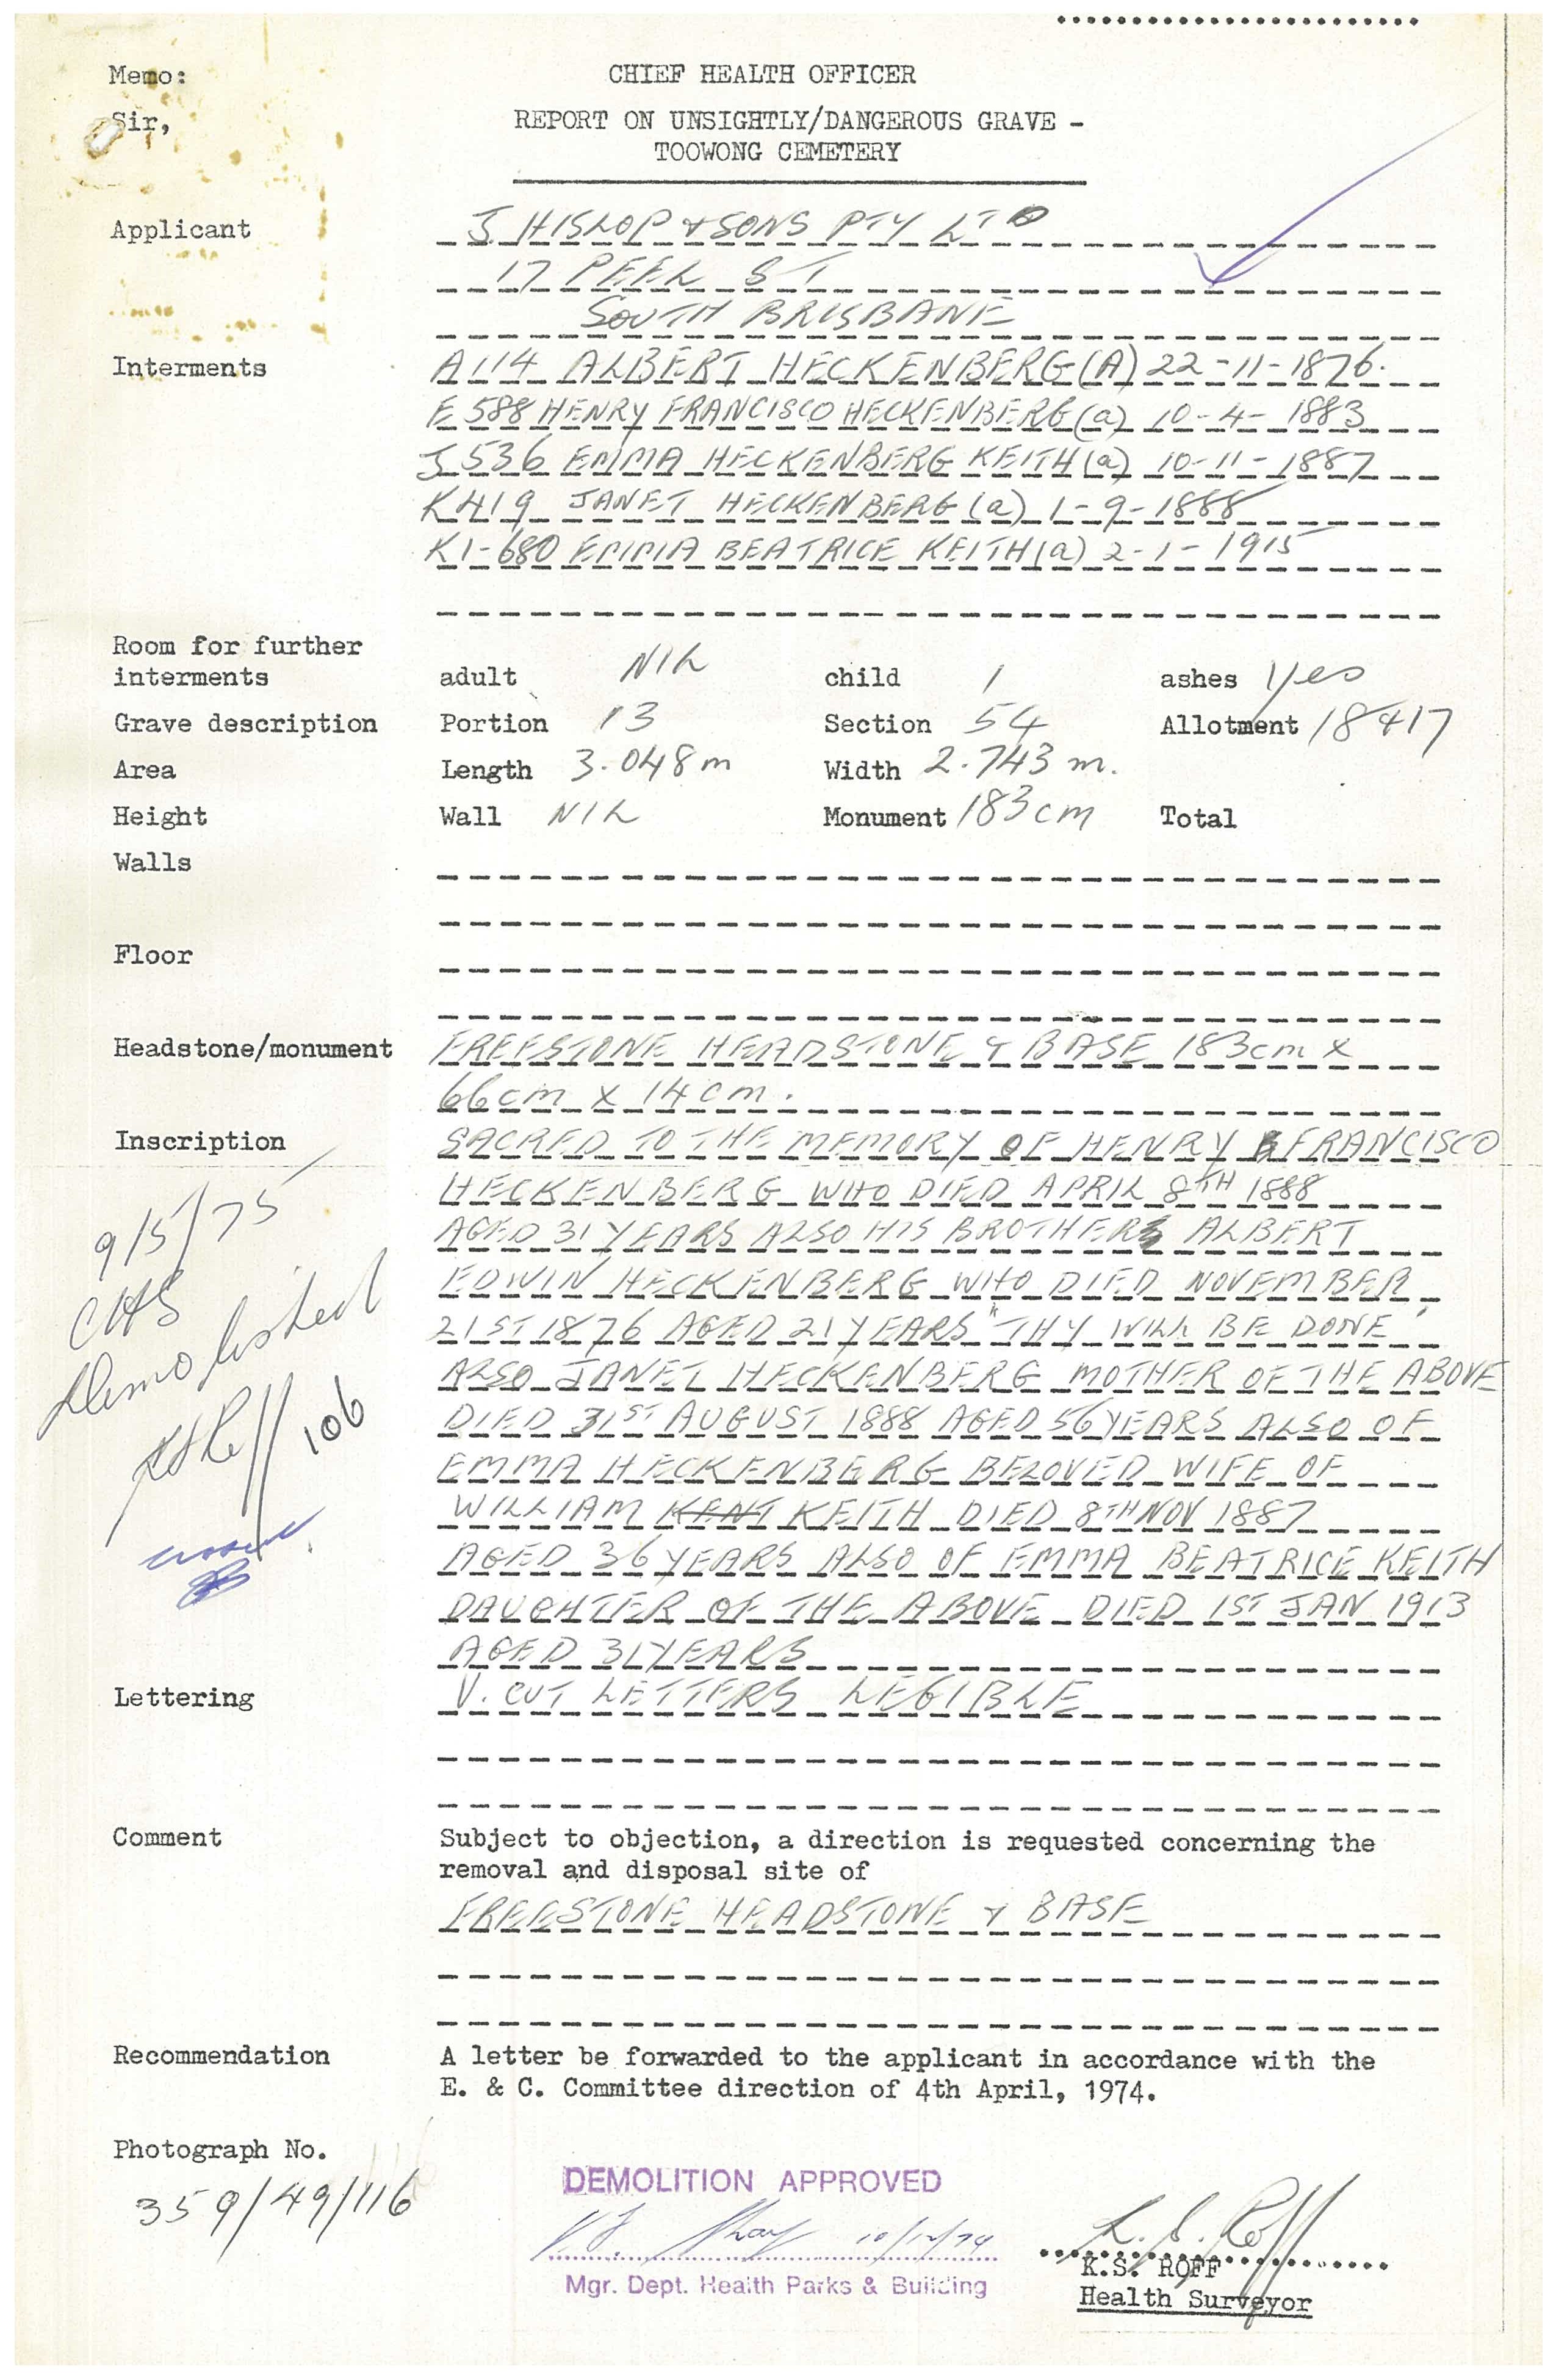 Memo:
CHIEF HEALTH OFFICER
Sir,
REPORT ON UNSIGHTLY/DANGEROUS GRAVE -
TOOWONG CEMETERY
Applicant J. HISLOP & SONS PTY LTD
17 PEEL ST
SOUTH BRISBANE
Interments A114 ALBERT HECKENBERG (A) 22-11-1876.
E588 HENRY FRANCISCO HECKENBERG (a) 10-4-1883
J536 EMMA HECKENBERG KEITH (a) 10-11-1887
K419 JANET HECKENBERG (a) 1-9-1888
K1-680 EMMA BEATRICE KEITH (a) 2-1-1915
Room for further
interments adult NIL child 1 ashes Yes
Grave description Portion 13 Section 54 Allotment 18417
Area Length 3.048m Width 2.743 m.
Height Wall NIL Monument 183cm Total
Walls
Floor
Headstone/monument FREESTONE HEADSTONE & BASE 183cm x
66cm x 14cm.
Inscription SACRED TO THE MEMORY OF HENRY FRANCISCO
HECKENBERG WHO DIED APRIL 8TH 1888
AGED 31 YEARS ALSO HIS BROTHER ALBERT
EDWIN HECKENBERG WHO DIED NOVEMBER
21ST 1876 AGED 21 YEARS "THY WILL BE DONE"
ALSO JANET HECKENBERG MOTHER OF THE ABOVE
DIED 31ST AUGUST 1888 AGED 56 YEARS ALSO OF
EMMA HECKENBERG BELOVED WIFE OF
WILLIAM KENT KEITH DIED 8TH NOV 1887
AGED 36 YEARS ALSO OF EMMA BEATRICE KEITH
DAUGHTER OF THE ABOVE DIED 1ST JAN 1913
AGED 31 YEARS
9/5/75
CHS
Demolished
KSRoff
106
Lettering V. CUT LETTERS LEGIBLE
Comment Subject to objection, a direction is requested concerning the
removal and disposal site of
FREESTONE HEADSTONE & BASE
Recommendation A letter be forwarded to the applicant in accordance with the
E. & C. Committee direction of 4th April, 1974.
Photograph No.
359/49/116
DEMOLITION APPROVED
10/12/74
Mgr. Dept. Health Parks & Building
K. S. Roff
K.S. ROFF
Health Surveyor